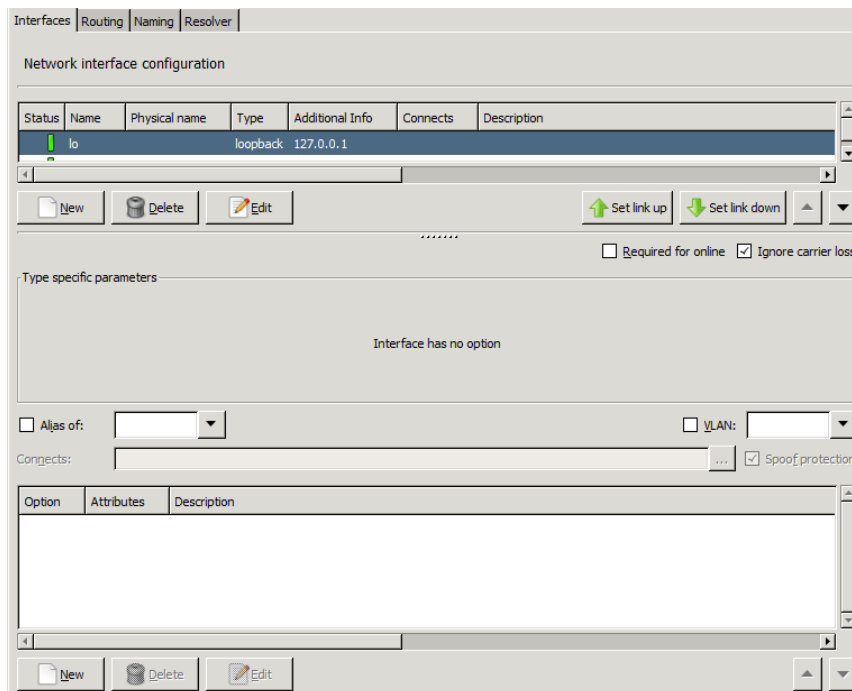 Interfaces Routing Naming Resolver
Network interface configuration
Status Name Physical name Type Additional Info Connects Description
lo loopback 127.0.0.1
New Delete Edit Set link up Set link down
Required for online Ignore carrier loss
Type specific parameters
Interface has no option
Alias of: VLAN:
Connects: ... Spoof protection
Option Attributes Description
New Delete Edit